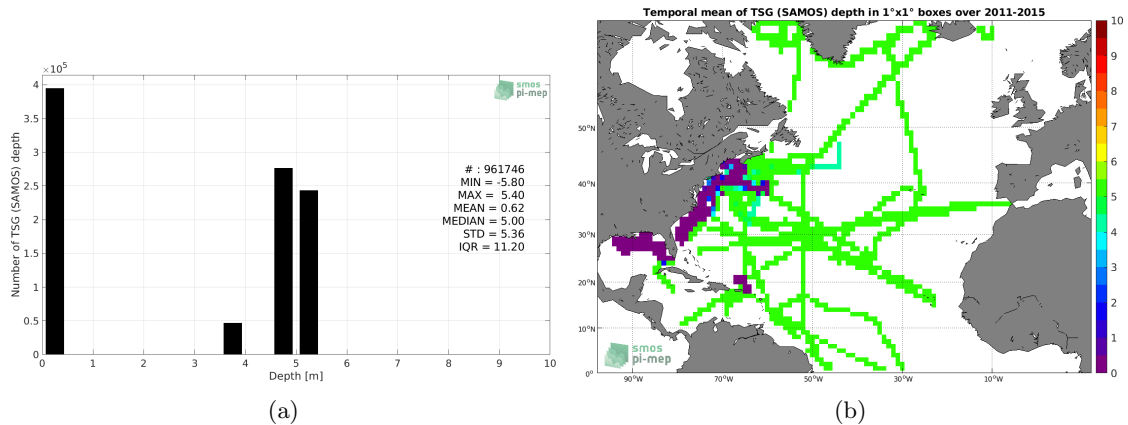 ×10⁵
4
3.5
3
2.5
2
1.5
1
0.5
0
Number of TSG (SAMOS) depth
0 1 2 3 4 5 6 7 8 9 10
Depth [m]
smos
pi-mep
# : 961746
MIN = -5.80
MAX = 5.40
MEAN = 0.62
MEDIAN = 5.00
STD = 5.36
IQR = 11.20
(a)
Temporal mean of TSG (SAMOS) depth in 1°x1° boxes over 2011-2015
50°N
40°N
30°N
20°N
10°N
0°
90°W 70°W 50°W 30°W 10°W
smos
pi-mep
10
9
8
7
6
5
4
3
2
1
0
(b)